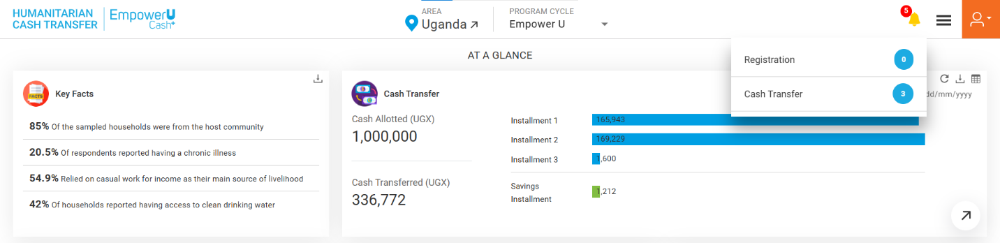 HUMANITARIAN
CASH TRANSFER
EmpowerU
Cash+
AREA
Uganda
PROGRAM CYCLE
Empower U
5
AT A GLANCE
Registration 0
Cash Transfer 3
FACTS
Key Facts
85% Of the sampled households were from the host community
20.5% Of respondents reported having a chronic illness
54.9% Relied on casual work for income as their main source of livelihood
42% Of households reported having access to clean drinking water
Cash Transfer
dd/mm/yyyy
Cash Allotted (UGX)
1,000,000
Cash Transferred (UGX)
336,772
Installment 1 165,943
Installment 2 169,229
Installment 3 1,600
Savings
Installment
1,212